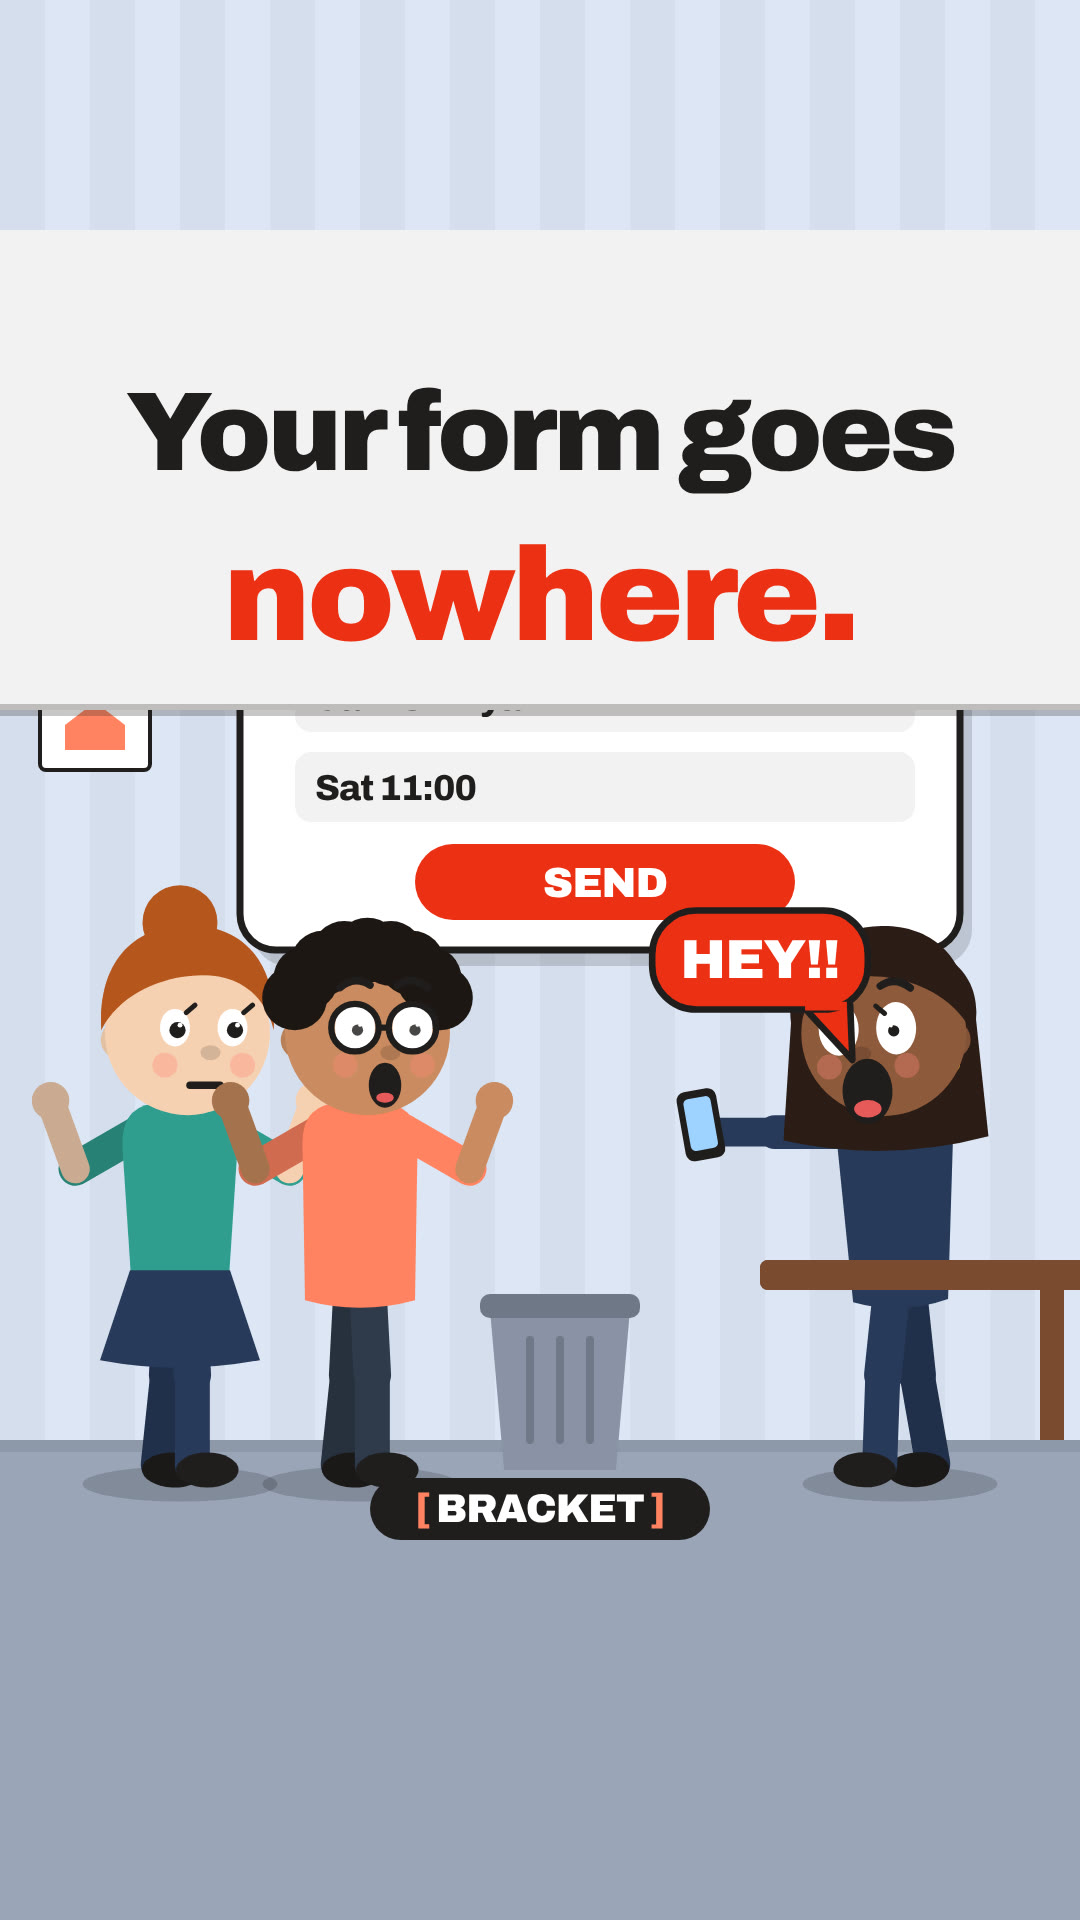 Your form goes
nowhere.
Sat 11:00
SEND
HEY!!
[ BRACKET ]